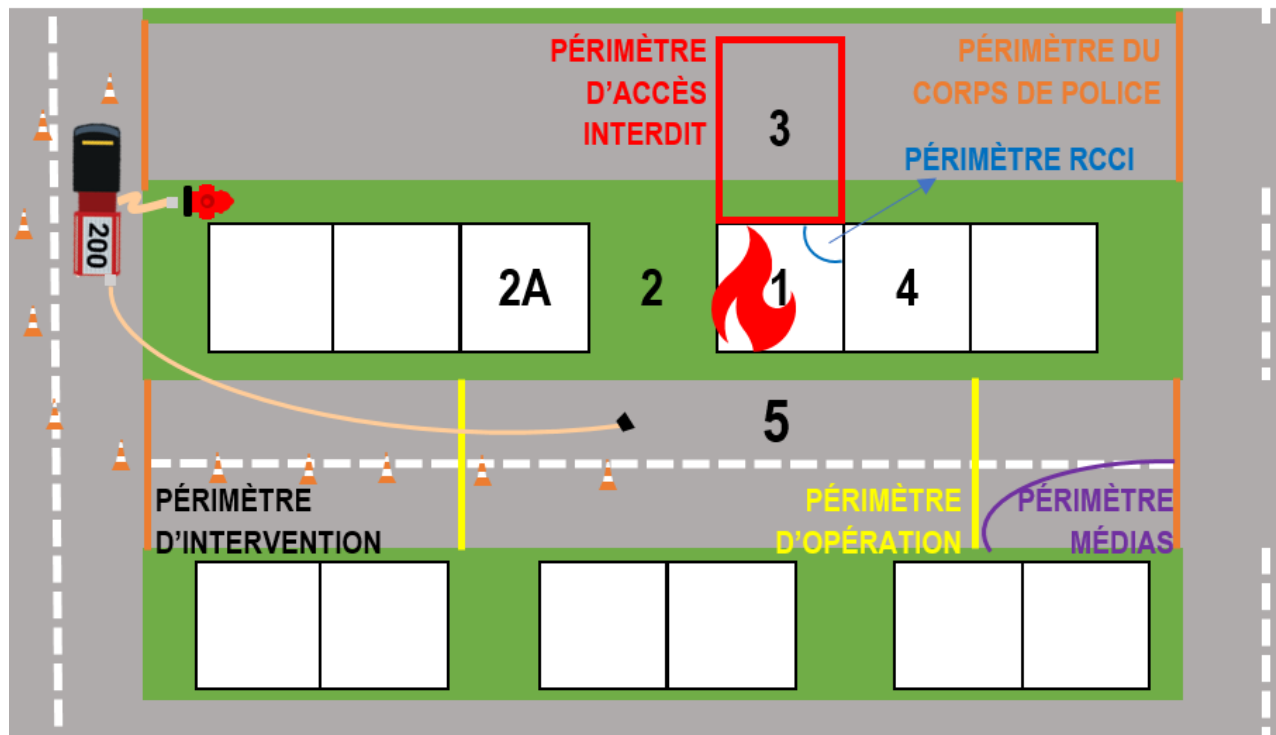 PÉRIMÈTRE
D'ACCÈS
INTERDIT
3
PÉRIMÈTRE DU
CORPS DE POLICE
PÉRIMÈTRE RCCI
200
2A
2
1
4
5
PÉRIMÈTRE
D'INTERVENTION
PÉRIMÈTRE
D'OPÉRATION
PÉRIMÈTRE
MÉDIAS